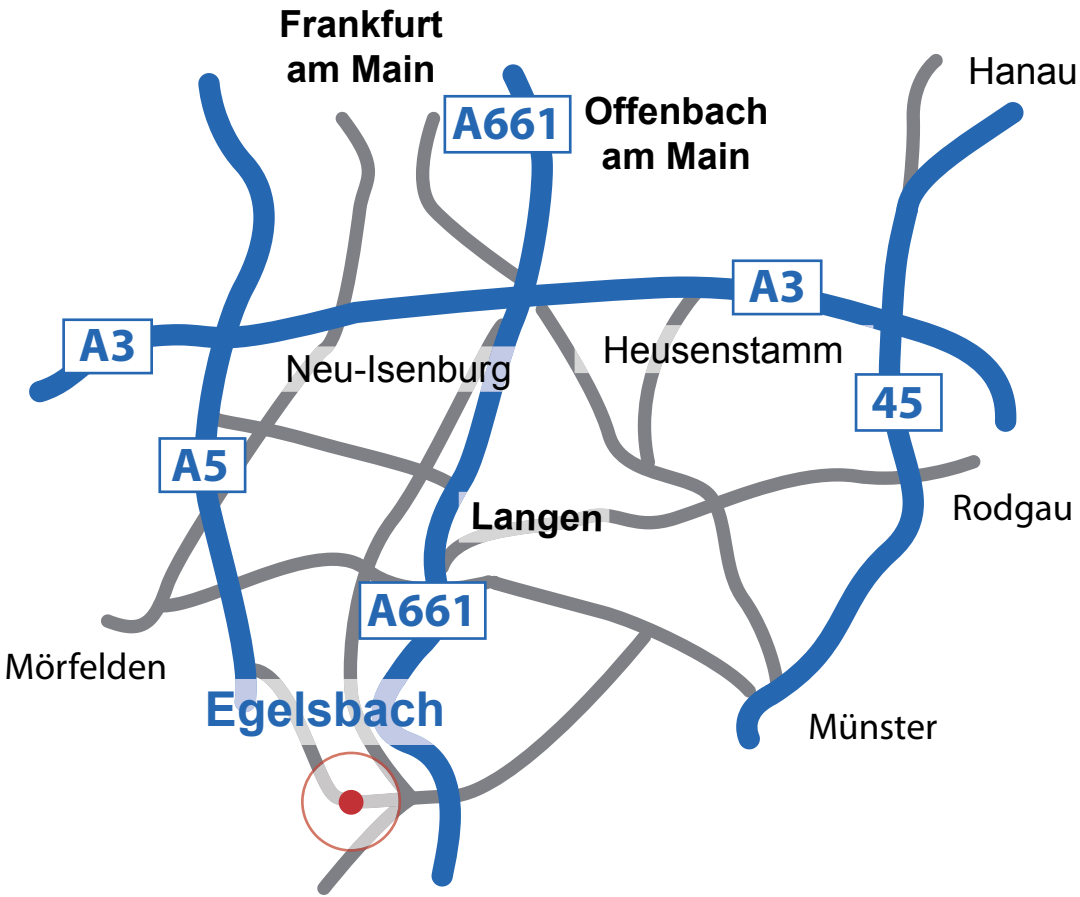 Frankfurt
am Main
A661
Offenbach
am Main
Hanau
A3
A3
Neu-Isenburg
Heusenstamm
45
A5
Langen
Rodgau
A661
Mörfelden
Egelsbach
Münster